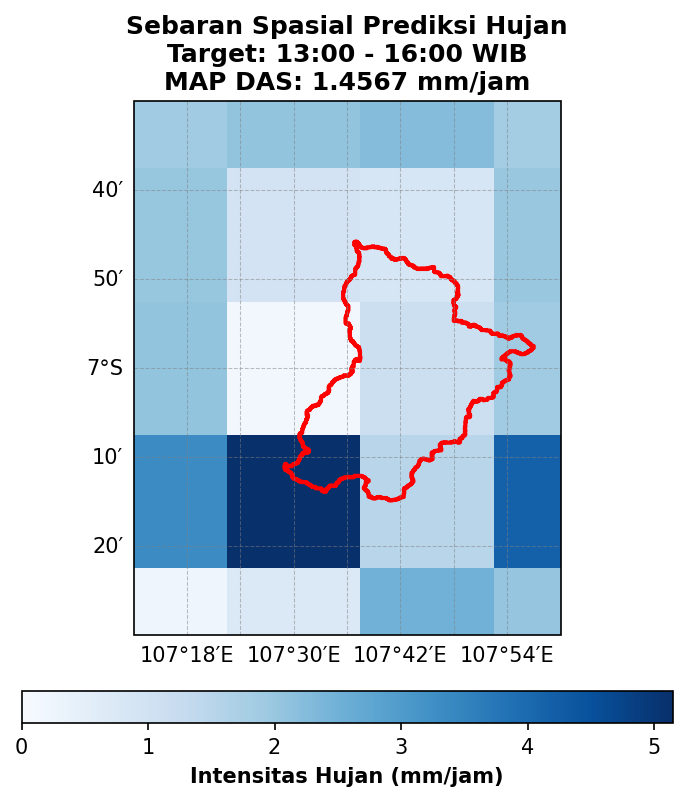 Sebaran Spasial Prediksi Hujan
Target: 13:00 - 16:00 WIB
MAP DAS: 1.4567 mm/jam
40′
50′
7°S
10′
20′
107°18′E 107°30′E 107°42′E 107°54′E
0 1 2 3 4 5
Intensitas Hujan (mm/jam)